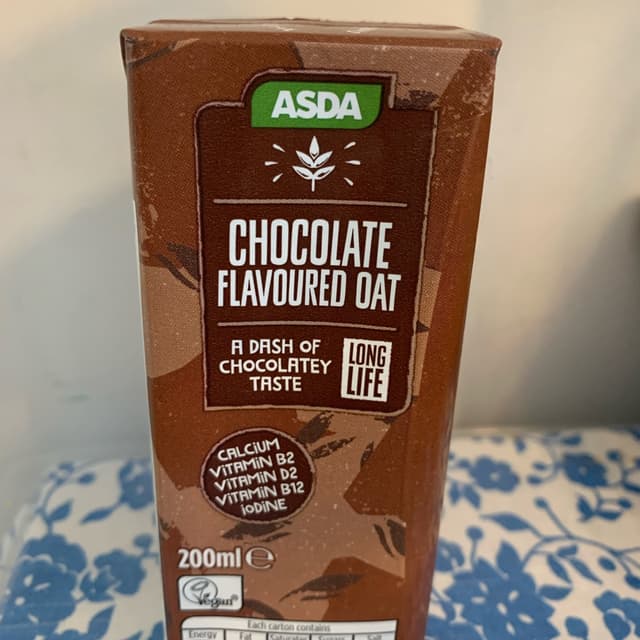 ASDA
CHOCOLATE
FLAVOURED OAT
A DASH OF
CHOCOLATEY
TASTE
LONG
LIFE
CALCIUM
VITAMIN B2
VITAMIN D2
VITAMIN B12
IODINE
200ml e
Vegan
Each carton contains
Energy Fat Saturates Sugars Salt